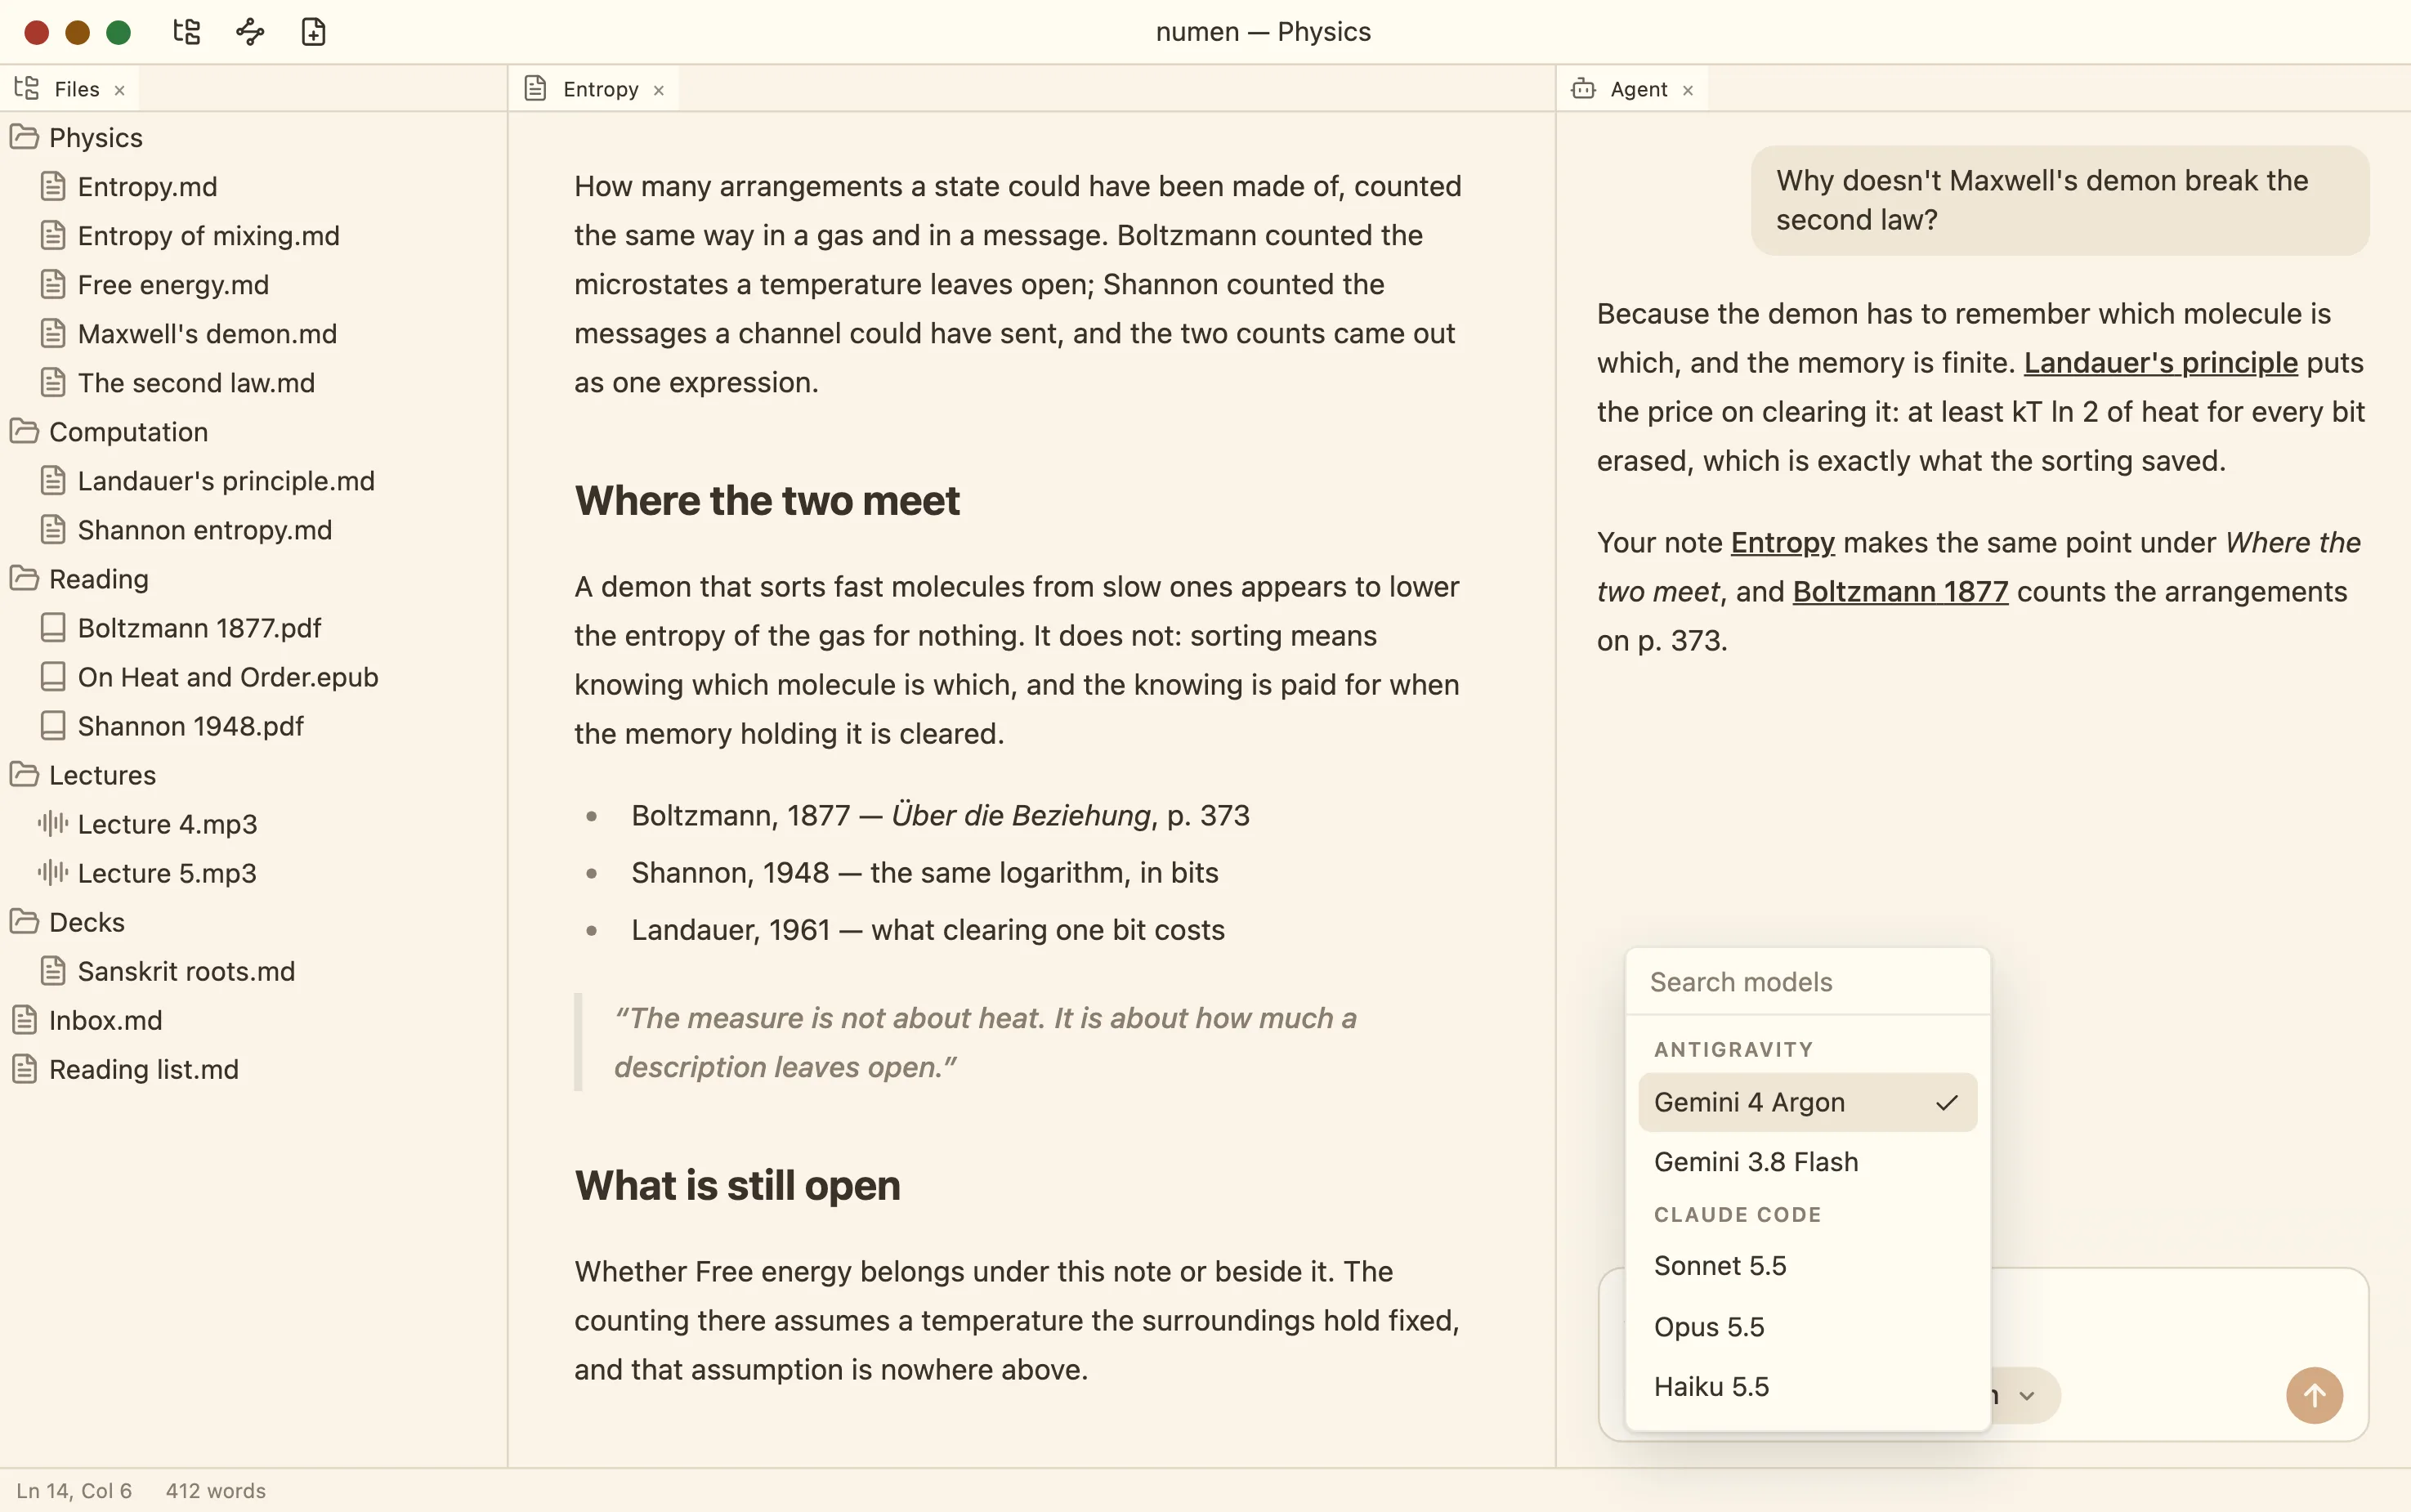 numen — Physics
Files
Physics
Entropy.md
Entropy of mixing.md
Free energy.md
Maxwell's demon.md
The second law.md
Computation
Landauer's principle.md
Shannon entropy.md
Reading
Boltzmann 1877.pdf
On Heat and Order.epub
Shannon 1948.pdf
Lectures
Lecture 4.mp3
Lecture 5.mp3
Decks
Sanskrit roots.md
Inbox.md
Reading list.md
Entropy
How many arrangements a state could have been made of, counted
the same way in a gas and in a message. Boltzmann counted the
microstates a temperature leaves open; Shannon counted the
messages a channel could have sent, and the two counts came out
as one expression.
Where the two meet
A demon that sorts fast molecules from slow ones appears to lower
the entropy of the gas for nothing. It does not: sorting means
knowing which molecule is which, and the knowing is paid for when
the memory holding it is cleared.
• Boltzmann, 1877 — Über die Beziehung, p. 373
• Shannon, 1948 — the same logarithm, in bits
• Landauer, 1961 — what clearing one bit costs
“The measure is not about heat. It is about how much a
description leaves open.”
What is still open
Whether Free energy belongs under this note or beside it. The
counting there assumes a temperature the surroundings hold fixed,
and that assumption is nowhere above.
Agent
Why doesn't Maxwell's demon break the
second law?
Because the demon has to remember which molecule is
which, and the memory is finite. Landauer's principle puts
the price on clearing it: at least kT ln 2 of heat for every bit
erased, which is exactly what the sorting saved.
Your note Entropy makes the same point under Where the
two meet, and Boltzmann 1877 counts the arrangements
on p. 373.
Search models
ANTIGRAVITY
Gemini 4 Argon
Gemini 3.8 Flash
CLAUDE CODE
Sonnet 5.5
Opus 5.5
Haiku 5.5
Ln 14, Col 6
412 words